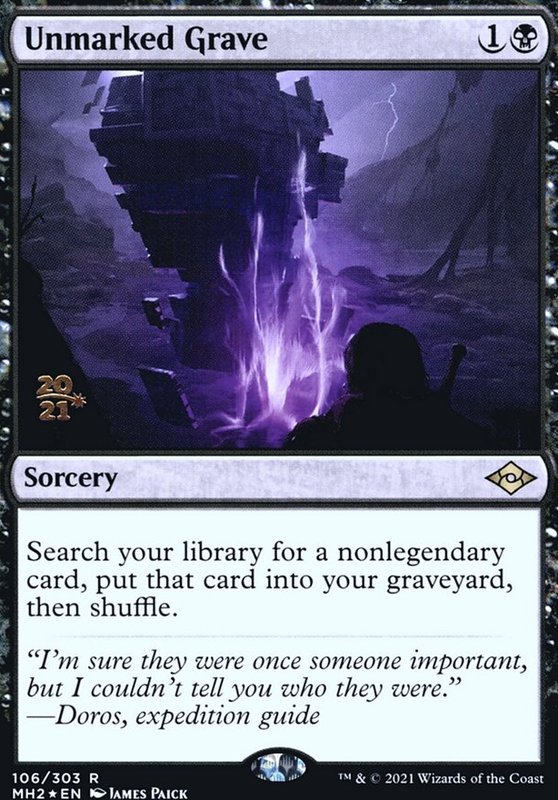 Unmarked Grave 1
20
21
Sorcery
Search your library for a nonlegendary
card, put that card into your graveyard,
then shuffle.
“I’m sure they were once someone important,
but I couldn’t tell you who they were.”
—Doros, expedition guide
106/303 R
MH2★EN James Paick
™ & © 2021 Wizards of the Coast